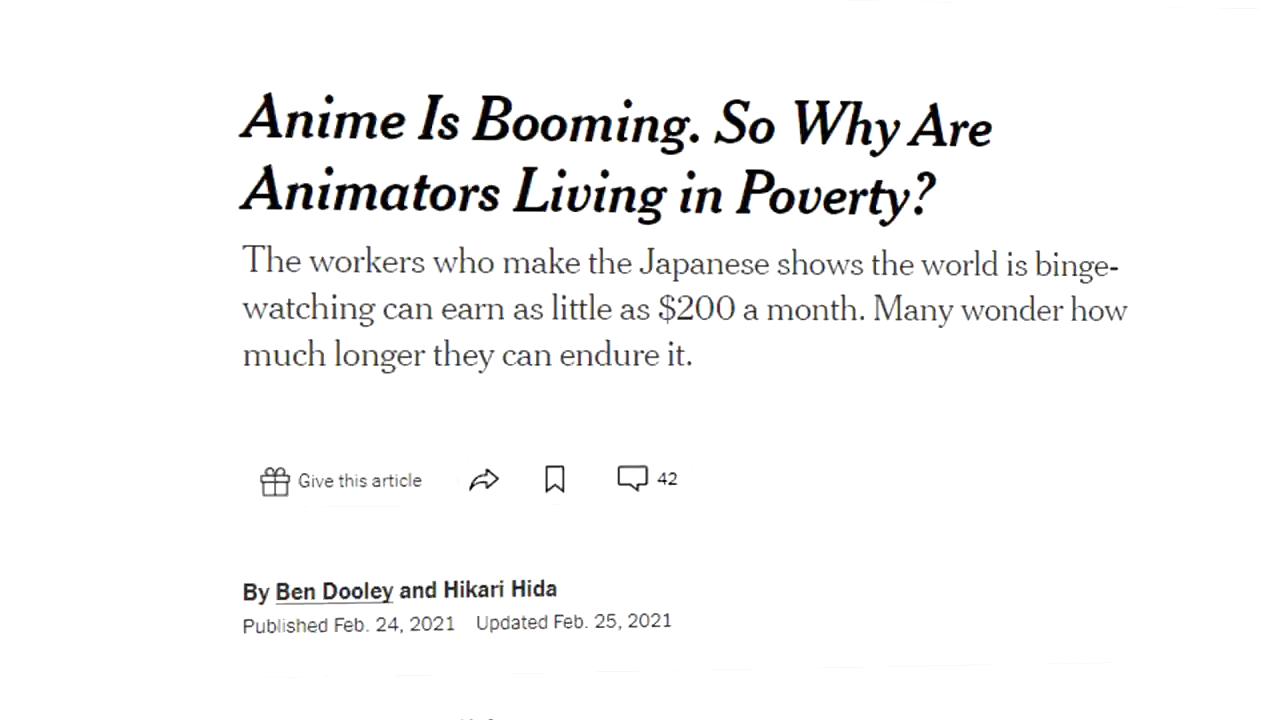 Anime Is Booming. So Why Are
Animators Living in Poverty?
The workers who make the Japanese shows the world is binge-
watching can earn as little as $200 a month. Many wonder how
much longer they can endure it.
Give this article
42
By Ben Dooley and Hikari Hida
Published Feb. 24, 2021 Updated Feb. 25, 2021